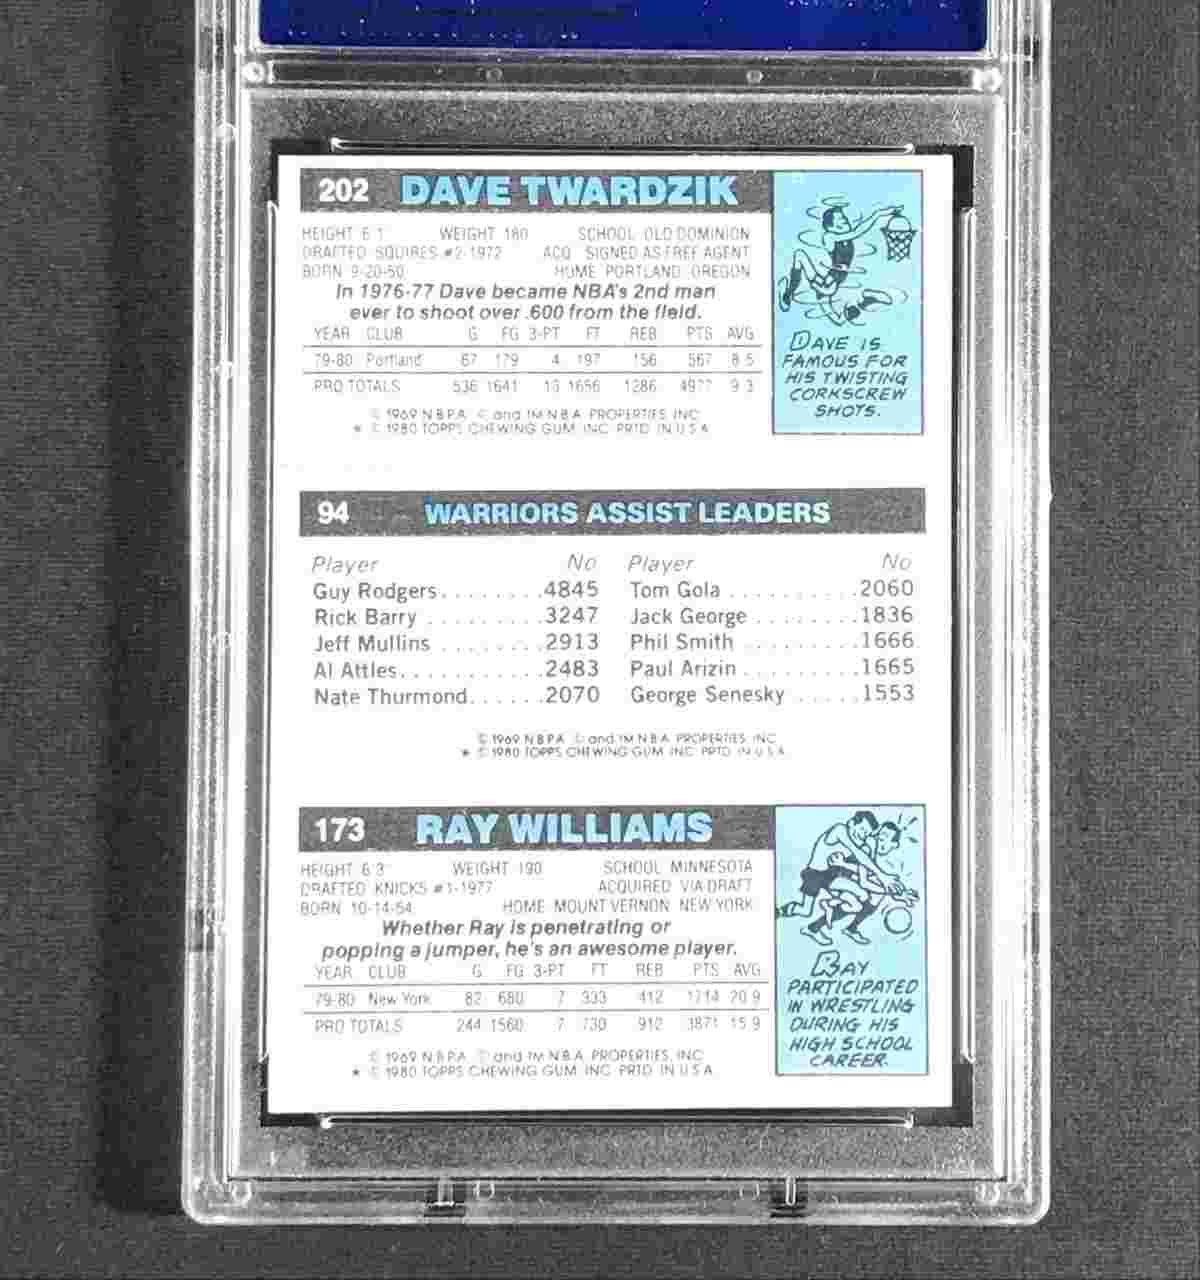 202 DAVE TWARDZIK
HEIGHT 6'1" WEIGHT 180 SCHOOL OLD DOMINION
DRAFTED SQUIRES #2-1972 ACQ. SIGNED AS FREE AGENT
BORN 9-20-50 HOME PORTLAND, OREGON
In 1976-77 Dave became NBA's 2nd man
ever to shoot over .600 from the field.
YEAR CLUB G FG 3-PT FT REB PTS AVG
79-80 Portland 67 179 4 197 156 567 8.5
PRO TOTALS 536 1641 1656 1286 9.3
© 1969 N.B.P.A. © and TM N.B.A. PROPERTIES, INC.
* © 1980 TOPPS CHEWING GUM, INC. PRTD. IN U.S.A.
DAVE IS
FAMOUS FOR
HIS TWISTING
CORKSCREW
SHOTS.
94 WARRIORS ASSIST LEADERS
Player No. Player No.
Guy Rodgers........4845 Tom Gola..........2060
Rick Barry.........3247 Jack George........1836
Jeff Mullins........2913 Phil Smith.........1666
Al Attles...........2483 Paul Arizin.........1665
Nate Thurmond......2070 George Senesky.....1553
© 1969 N.B.P.A. © and TM N.B.A. PROPERTIES, INC.
* © 1980 TOPPS CHEWING GUM, INC. PRTD. IN U.S.A.
173 RAY WILLIAMS
HEIGHT 6'3" WEIGHT 190 SCHOOL MINNESOTA
DRAFTED KNICKS #1-1977 ACQUIRED VIA DRAFT
BORN 10-14-54 HOME MOUNT VERNON, NEW YORK
Whether Ray is penetrating or
popping a jumper, he's an awesome player.
YEAR CLUB G FG 3-PT FT REB PTS AVG
79-80 New York 82 680 7 333 412 1714 20.9
PRO TOTALS 244 1560 7 730 912 3871 15.9
© 1969 N.B.P.A. © and TM N.B.A. PROPERTIES, INC.
* © 1980 TOPPS CHEWING GUM, INC. PRTD. IN U.S.A.
RAY
PARTICIPATED
IN WRESTLING
DURING HIS
HIGH SCHOOL
CAREER.